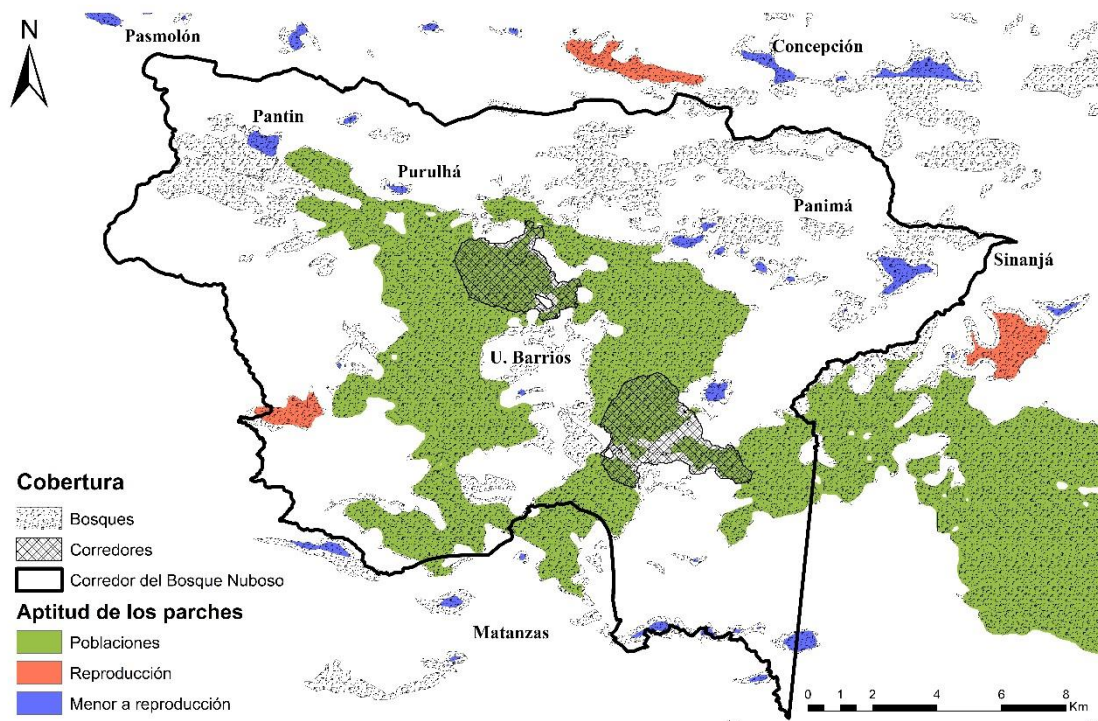 N
Pasmolón
Concepción
Pantin
Purulhá
Panimá
Sinanjá
U. Barrios
Matanzas
Cobertura
Bosques
Corredores
Corredor del Bosque Nuboso
Aptitud de los parches
Poblaciones
Reproducción
Menor a reproducción
0 1 2 4 6 8
Km